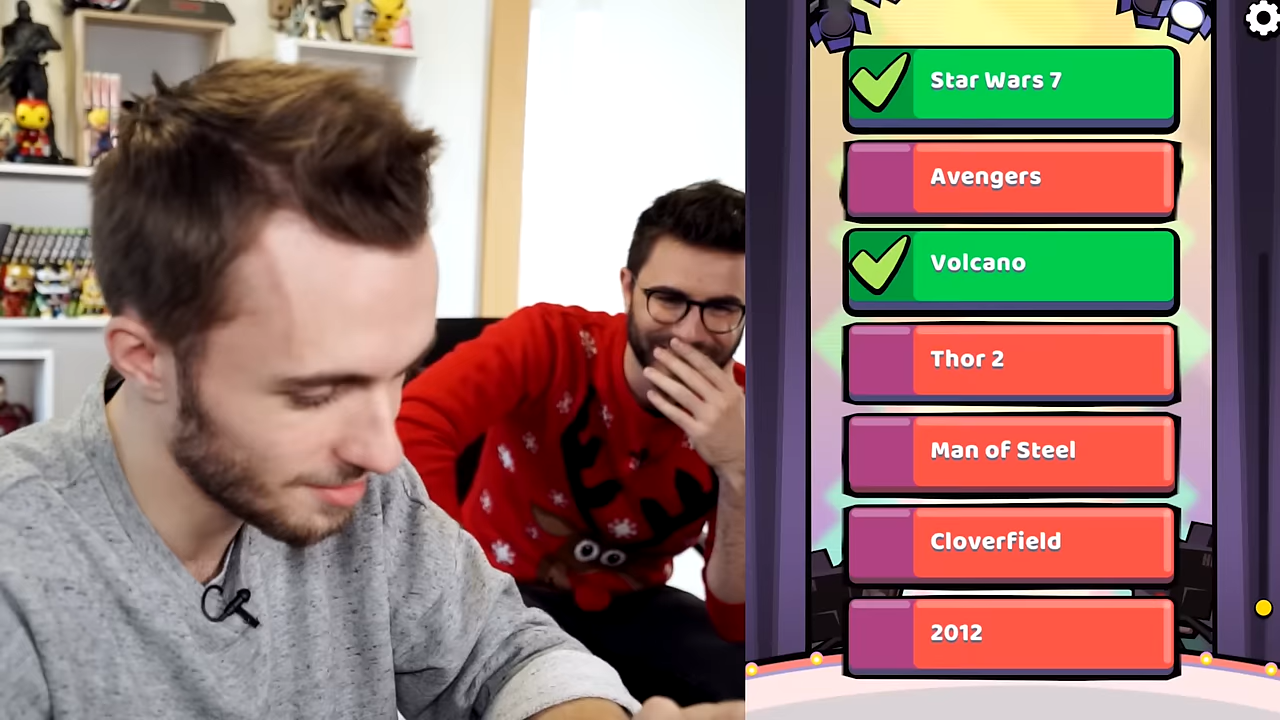 Star Wars 7
Avengers
Volcano
Thor 2
Man of Steel
Cloverfield
2012